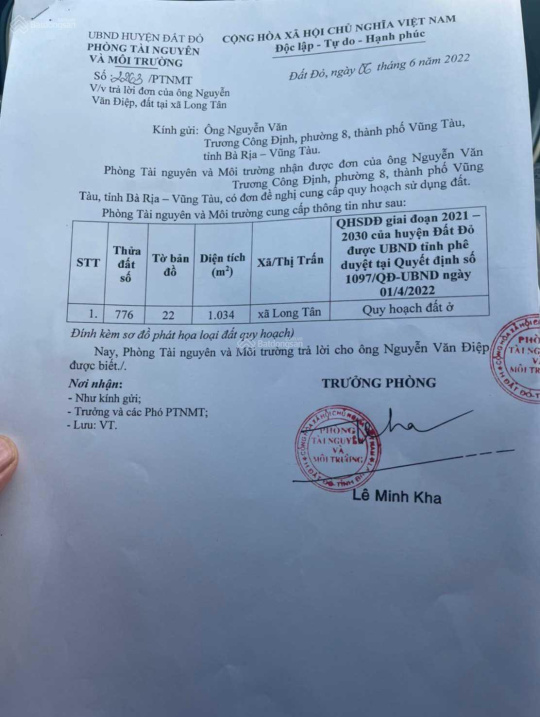 UBND HUYỆN ĐẤT ĐỎ
PHÒNG TÀI NGUYÊN
VÀ MÔI TRƯỜNG
Số /PTNMT
V/v trả lời đơn của ông Nguyễn
Văn Điệp, đất tại xã Long Tân
CỘNG HÒA XÃ HỘI CHỦ NGHĨA VIỆT NAM
Độc lập - Tự do - Hạnh phúc
Đất Đỏ, ngày 06 tháng 6 năm 2022
Kính gửi: Ông Nguyễn Văn
Trương Công Định, phường 8, thành phố Vũng Tàu,
tỉnh Bà Rịa – Vũng Tàu.
Phòng Tài nguyên và Môi trường nhận được đơn của ông Nguyễn Văn
Trương Công Định, phường 8, thành phố Vũng
Tàu, tỉnh Bà Rịa – Vũng Tàu, có đơn đề nghị cung cấp quy hoạch sử dụng đất.
Phòng Tài nguyên và Môi trường cung cấp thông tin như sau:
STT
Thửa đất số
Tờ bản đồ
Diện tích (m²)
Xã/Thị Trấn
QHSDĐ giai đoạn 2021 –
2030 của huyện Đất Đỏ
được UBND tỉnh phê
duyệt tại Quyết định số
1097/QĐ-UBND ngày
01/4/2022
1. 776 22 1.034 xã Long Tân Quy hoạch đất ở
Đính kèm sơ đồ phát họa loại đất quy hoạch)
Nay, Phòng Tài nguyên và Môi trường trả lời cho ông Nguyễn Văn Điệp
được biết./.
Nơi nhận:
- Như kính gửi;
- Trưởng và các Phó PTNMT;
- Lưu: VT.
TRƯỞNG PHÒNG
PHÒNG
TÀI NGUYÊN
VÀ
MÔI TRƯỜNG
Lê Minh Kha
Batdongsan